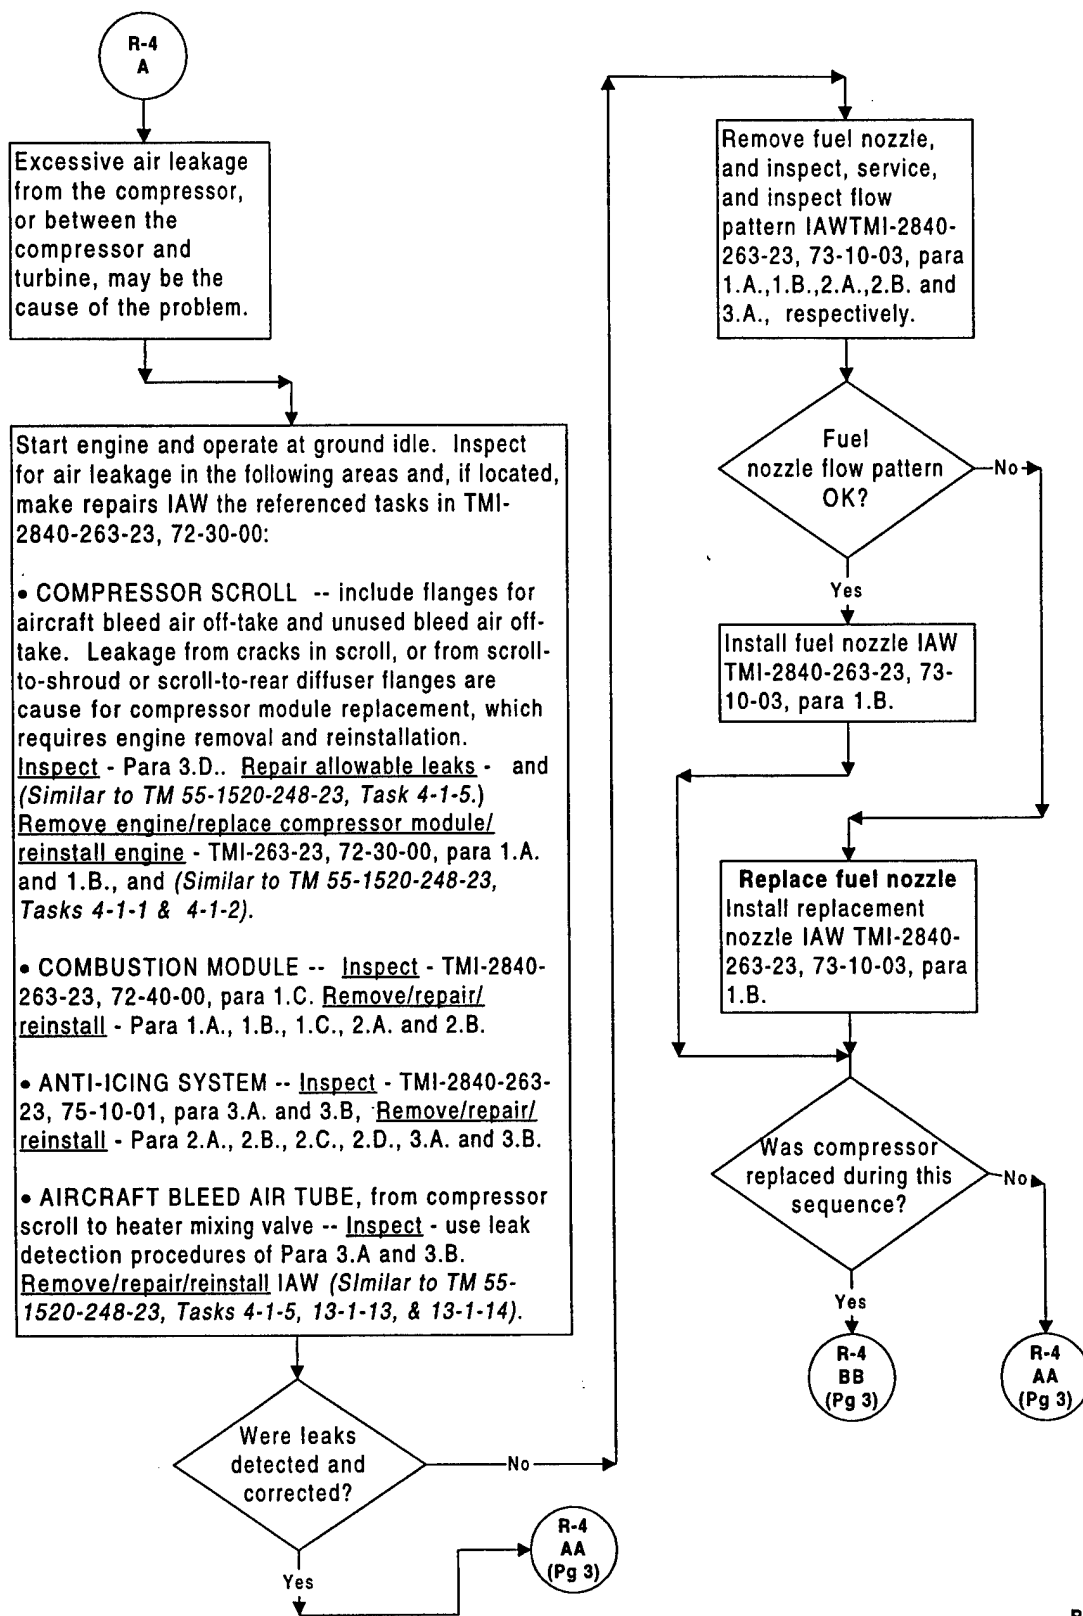 R-4
A
Excessive air leakage
from the compressor,
or between the
compressor and
turbine, may be the
cause of the problem.
Start engine and operate at ground idle. Inspect
for air leakage in the following areas and, if located,
make repairs IAW the referenced tasks in TMI-
2840-263-23, 72-30-00:
• COMPRESSOR SCROLL -- include flanges for
aircraft bleed air off-take and unused bleed air off-
take. Leakage from cracks in scroll, or from scroll-
to-shroud or scroll-to-rear diffuser flanges are
cause for compressor module replacement, which
requires engine removal and reinstallation.
Inspect - Para 3.D.. Repair allowable leaks - and
(Similar to TM 55-1520-248-23, Task 4-1-5.)
Remove engine/replace compressor module/
reinstall engine - TMI-263-23, 72-30-00, para 1.A.
and 1.B., and (Similar to TM 55-1520-248-23,
Tasks 4-1-1 & 4-1-2).
• COMBUSTION MODULE -- Inspect - TMI-2840-
263-23, 72-40-00, para 1.C. Remove/repair/
reinstall - Para 1.A., 1.B., 1.C., 2.A. and 2.B.
• ANTI-ICING SYSTEM -- Inspect - TMI-2840-263-
23, 75-10-01, para 3.A. and 3.B, Remove/repair/
reinstall - Para 2.A., 2.B., 2.C., 2.D., 3.A. and 3.B.
• AIRCRAFT BLEED AIR TUBE, from compressor
scroll to heater mixing valve -- Inspect - use leak
detection procedures of Para 3.A and 3.B.
Remove/repair/reinstall IAW (Similar to TM 55-
1520-248-23, Tasks 4-1-5, 13-1-13, & 13-1-14).
Were leaks
detected and
corrected?
No
Yes
R-4
AA
(Pg 3)
Remove fuel nozzle,
and inspect, service,
and inspect flow
pattern IAWTMI-2840-
263-23, 73-10-03, para
1.A.,1.B.,2.A.,2.B. and
3.A., respectively.
Fuel
nozzle flow pattern
OK?
No
Yes
Install fuel nozzle IAW
TMI-2840-263-23, 73-
10-03, para 1.B.
Replace fuel nozzle
Install replacement
nozzle IAW TMI-2840-
263-23, 73-10-03, para
1.B.
Was compressor
replaced during this
sequence?
No
Yes
R-4
BB
(Pg 3)
R-4
AA
(Pg 3)